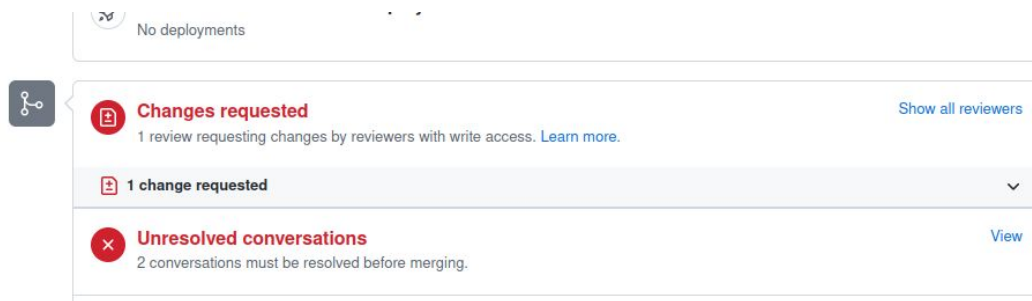 No deployments
Changes requested
Show all reviewers
1 review requesting changes by reviewers with write access. Learn more.
1 change requested
Unresolved conversations
View
2 conversations must be resolved before merging.